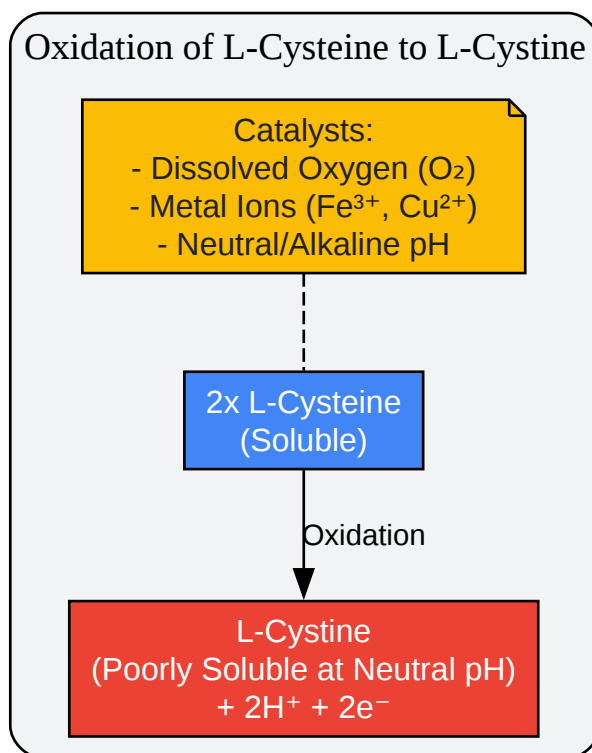 Oxidation of L-Cysteine to L-Cystine
Catalysts:
- Dissolved Oxygen (O₂)
- Metal Ions (Fe³⁺, Cu²⁺)
- Neutral/Alkaline pH
2x L-Cysteine
(Soluble)
Oxidation
L-Cystine
(Poorly Soluble at Neutral pH)
+ 2H⁺ + 2e⁻